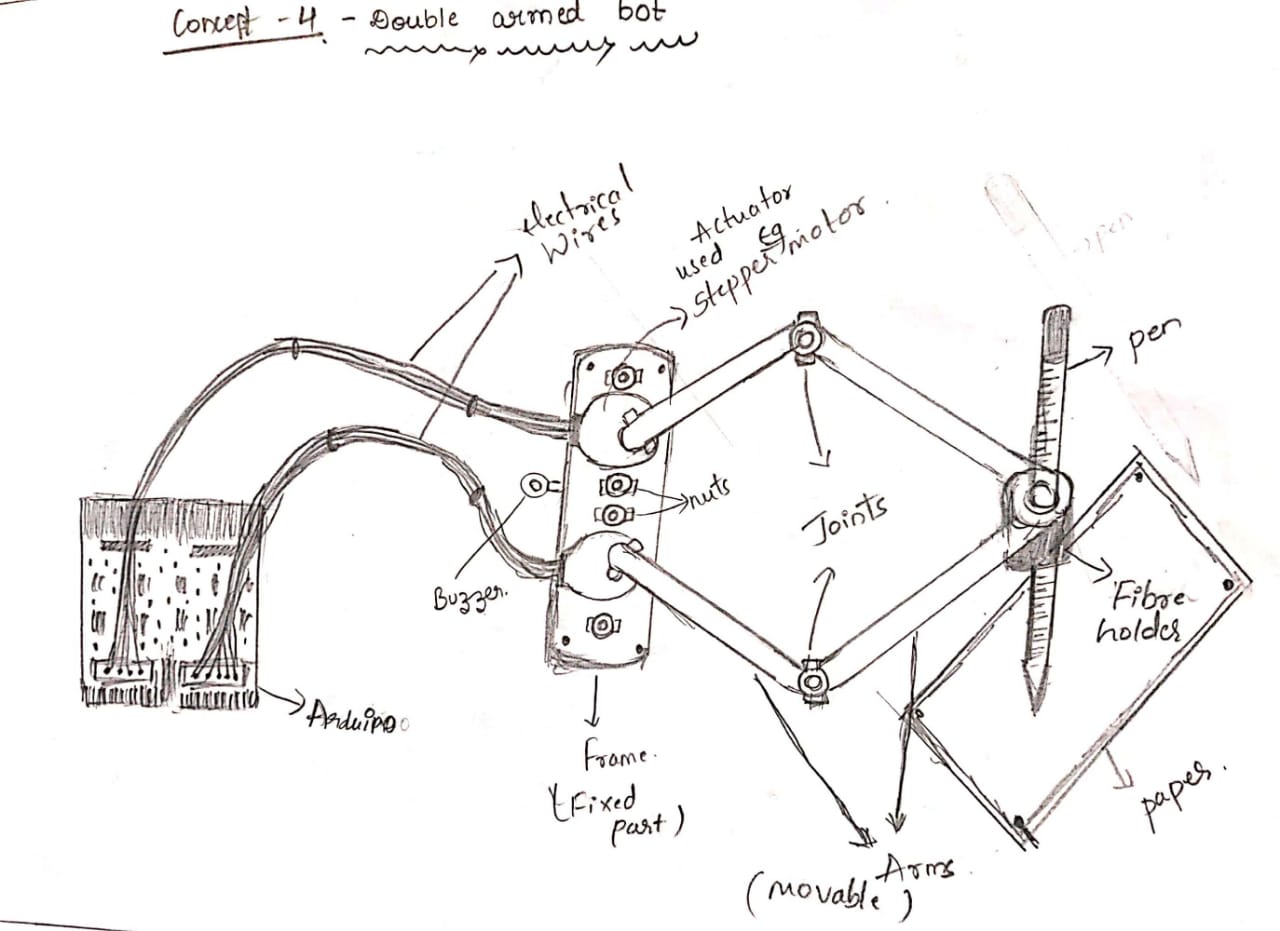 Concept - 4 - Double armed bot
Electrical
Wires
Actuator
used Eg
stepper motor.
pen
pen
nuts
Joints
Buzzer.
Fibre
holder
Arduino
Frame.
(Fixed
part)
paper.
Arms.
(movable)